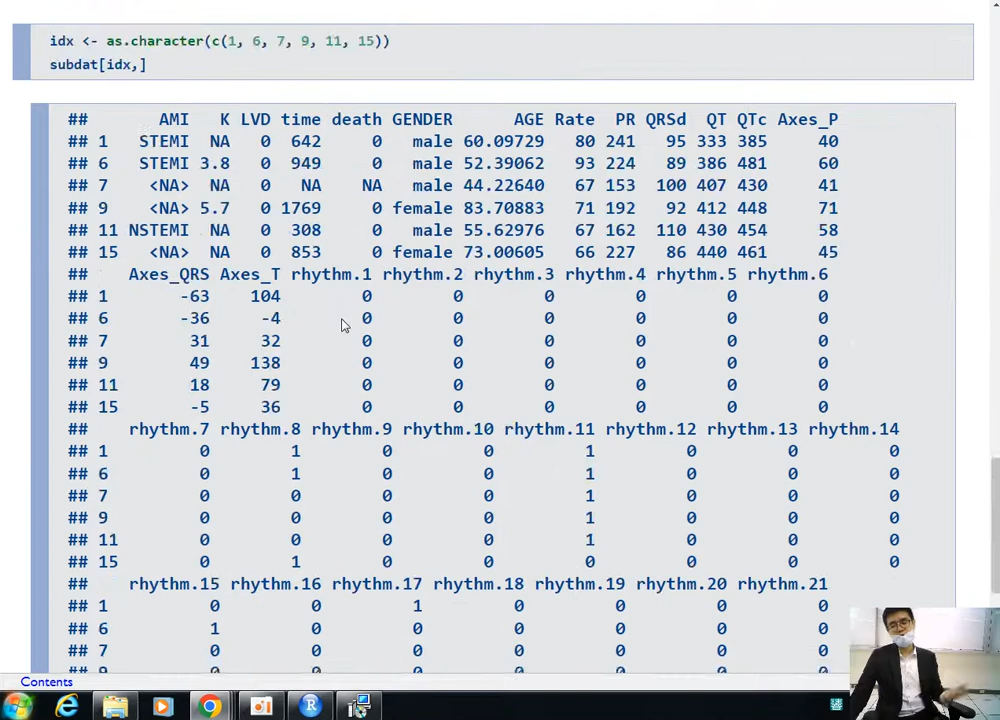 idx <- as.character(c(1, 6, 7, 9, 11, 15))
subdat[idx,]
## AMI K LVD time death GENDER AGE Rate PR QRSd QT QTc Axes_P
## 1 STEMI NA 0 642 0 male 60.09729 80 241 95 333 385 40
## 6 STEMI 3.8 0 949 0 male 52.39062 93 224 89 386 481 60
## 7 <NA> NA 0 NA NA male 44.22640 67 153 100 407 430 41
## 9 <NA> 5.7 0 1769 0 female 83.70883 71 192 92 412 448 71
## 11 NSTEMI NA 0 308 0 male 55.62976 67 162 110 430 454 58
## 15 <NA> NA 0 853 0 female 73.00605 66 227 86 440 461 45
## Axes_QRS Axes_T rhythm.1 rhythm.2 rhythm.3 rhythm.4 rhythm.5 rhythm.6
## 1 -63 104 0 0 0 0 0 0
## 6 -36 -4 0 0 0 0 0 0
## 7 31 32 0 0 0 0 0 0
## 9 49 138 0 0 0 0 0 0
## 11 18 79 0 0 0 0 0 0
## 15 -5 36 0 0 0 0 0 0
## rhythm.7 rhythm.8 rhythm.9 rhythm.10 rhythm.11 rhythm.12 rhythm.13 rhythm.14
## 1 0 1 0 0 1 0 0 0
## 6 0 1 0 0 1 0 0 0
## 7 0 0 0 0 1 0 0 0
## 9 0 0 0 0 1 0 0 0
## 11 0 0 0 0 1 0 0 0
## 15 0 1 0 0 0 0 0 0
## rhythm.15 rhythm.16 rhythm.17 rhythm.18 rhythm.19 rhythm.20 rhythm.21
## 1 0 0 1 0 0 0 0
## 6 1 0 0 0 0 0 0
## 7 0 0 0 0 0 0 0
## 9 0 0 0 0 0 0 0
Contents